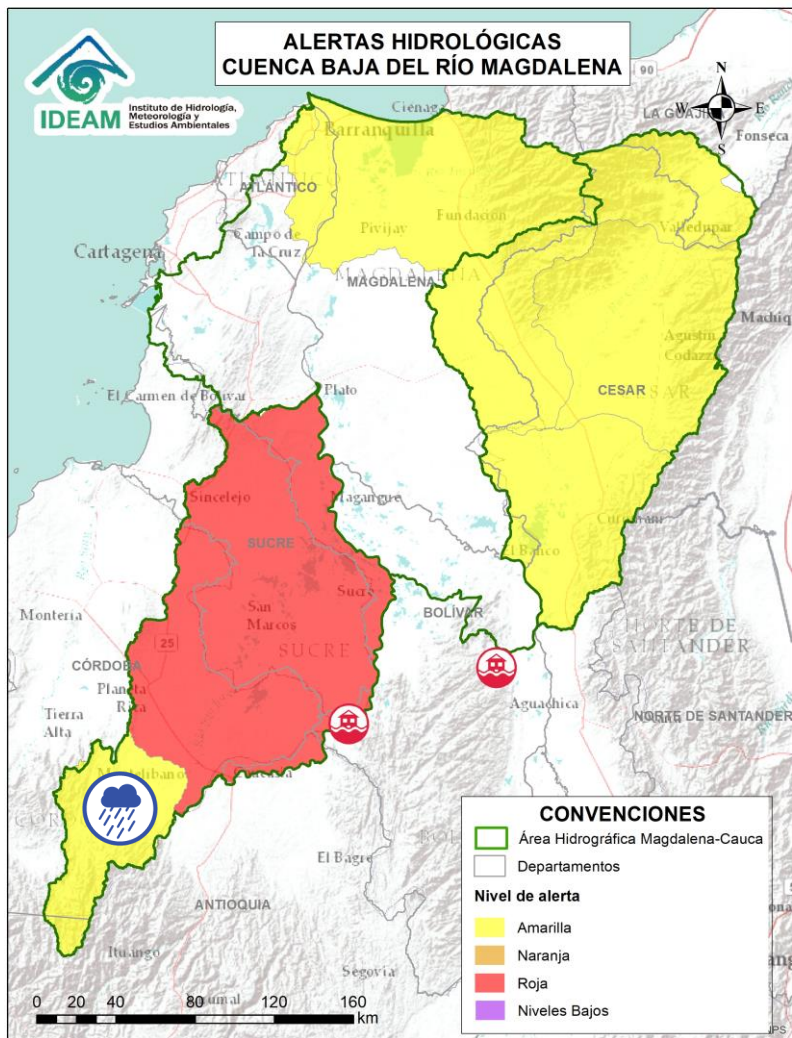 ALERTAS HIDROLÓGICAS
CUENCA BAJA DEL RÍO MAGDALENA
IDEAM
Instituto de Hidrología,
Meteorología y
Estudios Ambientales
90
N
W
E
S
Ciénaga
LA GUAJIRA
Barranquilla
Fonseca
ATLÁNTICO
Pivijay
Fundación
Valledupar
Campo de
la Cruz
Cartagena
MAGDALENA
MAGDALENA
Agustín
Codazzi
CESAR
El Carmen de Bolívar
Plato
Sincelejo
Magangué
SUCRE
Curumaní
El Banco
Sucre
San
Marcos
BOLÍVAR
Montería
SUCRE
NORTE DE
SANTANDER
25
CÓRDOBA
Planeta
Rica
Aguachica
Tierra
Alta
NORTE DE SANTANDER
Montelíbano
Caucasia
El Bagre
ANTIOQUIA
Ituango
Segovia
CONVENCIONES
Área Hidrográfica Magdalena-Cauca
Departamentos
Nivel de alerta
Amarilla
Naranja
Roja
Niveles Bajos
0 20 40 80 120 160
km